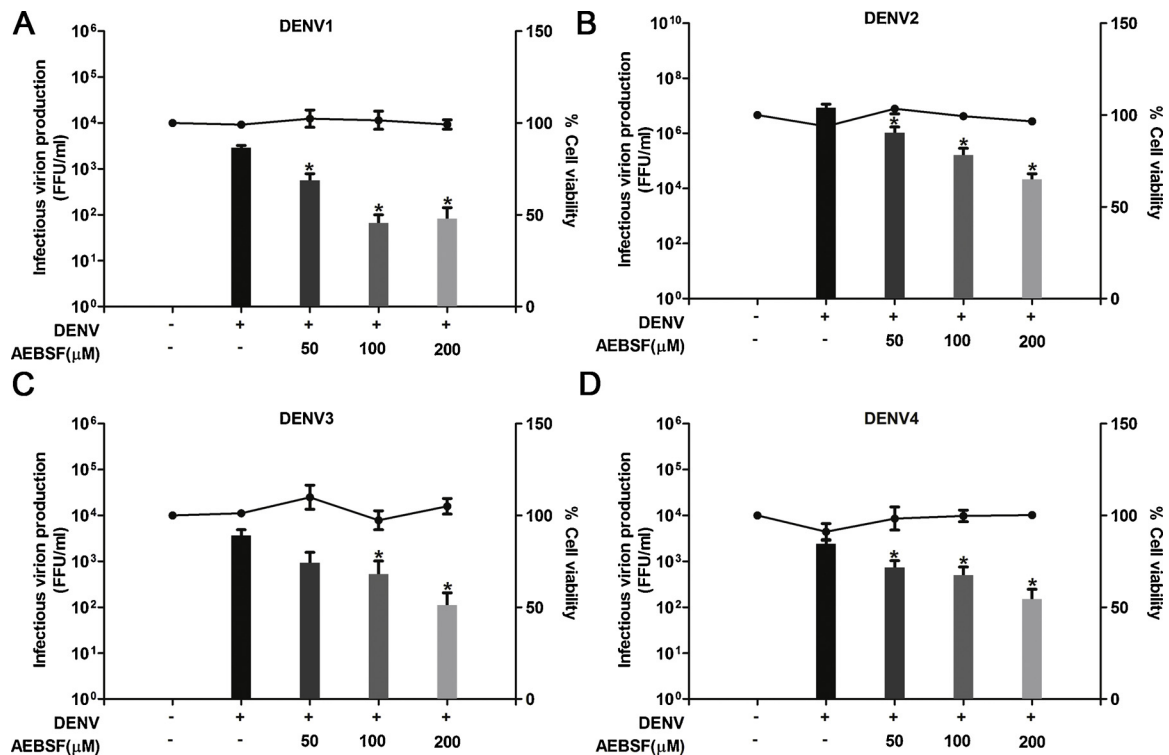 A
DENV1
Infectious virion production
(FFU/ml)
10⁶
10⁵
10⁴
10³
10²
10¹
10⁰
150
100
50
0
% Cell viability
* * *
DENV - + + + +
AEBSF(μM) - - 50 100 200
B
DENV2
Infectious virion production
(FFU/ml)
10¹⁰
10⁸
10⁶
10⁴
10²
10⁰
150
100
50
0
% Cell viability
* * *
DENV - + + + +
AEBSF(μM) - - 50 100 200
C
DENV3
Infectious virion production
(FFU/ml)
10⁶
10⁵
10⁴
10³
10²
10¹
10⁰
150
100
50
0
% Cell viability
* *
DENV - + + + +
AEBSF(μM) - - 50 100 200
D
DENV4
Infectious virion production
(FFU/ml)
10⁶
10⁵
10⁴
10³
10²
10¹
10⁰
150
100
50
0
% Cell viability
* * *
DENV - + + + +
AEBSF(μM) - - 50 100 200